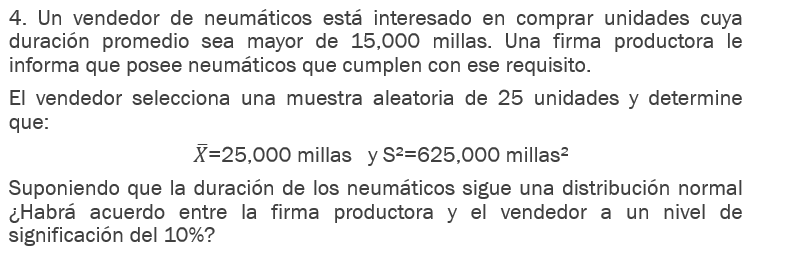 4. Un vendedor de neumáticos está interesado en comprar unidades cuya
duración promedio sea mayor de 15,000 millas. Una firma productora le
informa que posee neumáticos que cumplen con ese requisito.
El vendedor selecciona una muestra aleatoria de 25 unidades y determine
que:
X̅=25,000 millas y S²=625,000 millas²
Suponiendo que la duración de los neumáticos sigue una distribución normal
¿Habrá acuerdo entre la firma productora y el vendedor a un nivel de
significación del 10%?